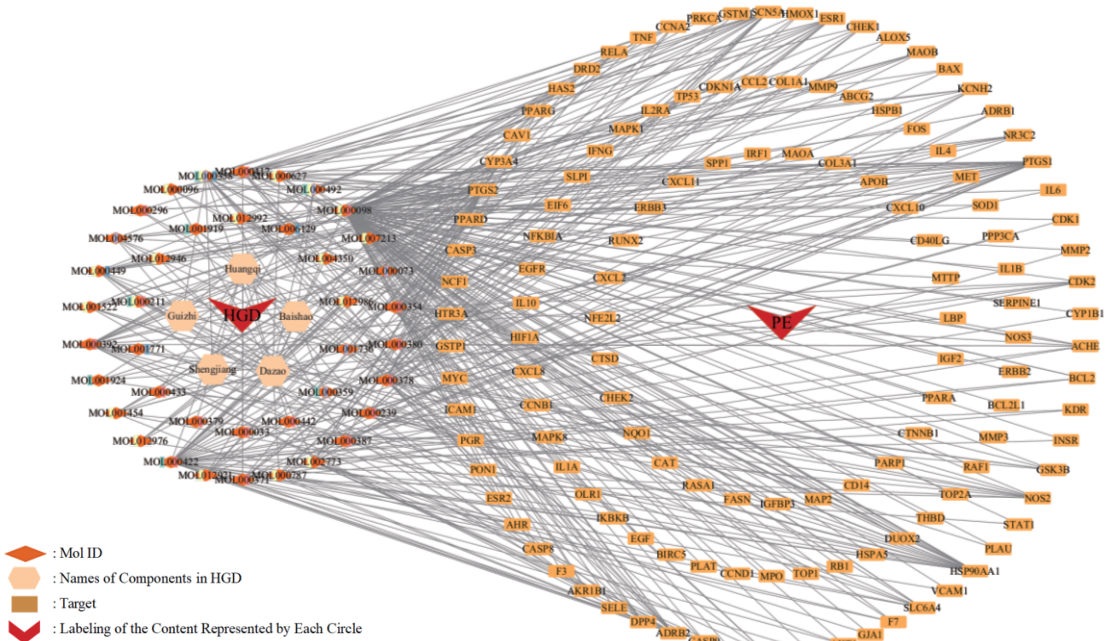 PRKCA
GSTM1
SCN5A
HMOX1
ESR1
CCNA2
CHEK1
TNF
ALOX5
RELA
MAOB
DRD2
BAX
HAS2
CDKN1A
CCL2
COL1A1
MMP9
KCNH2
TP53
ABCG2
PPARG
IL2RA
HSPB1
ADRB1
CAV1
MAPK1
FOS
NR3C2
IFNG
IRF1
MAOA
IL4
CYP3A4
SPP1
COL3A1
PTGS1
SLPI
CXCL11
APOB
MET
PTGS2
IL6
EIF6
ERBB3
CXCL10
SOD1
PPARD
CDK1
NFKBIA
RUNX2
CD40LG
PPP3CA
CASP3
MMP2
EGFR
IL1B
NCF1
CXCL2
MTTP
CDK2
IL10
SERPINE1
HTR3A
NFE2L2
LBP
CYP1B1
HIF1A
NOS3
GSTP1
ACHE
CTSD
IGF2
CXCL8
ERBB2
MYC
BCL2
CHEK2
PPARA
CCNB1
BCL2L1
ICAM1
KDR
NQO1
CTNNB1
MMP3
PGR
MAPK8
INSR
CAT
PARP1
RAF1
PON1
IL1A
GSK3B
RASA1
CD14
ESR2
OLR1
FASN
IGFBP3
MAP2
TOP2A
NOS2
IKBKB
THBD
AHR
STAT1
EGF
DUOX2
CASP8
BIRC5
HSPA5
PLAU
F3
PLAT
CCND1
MPO
TOP1
RB1
HSP90AA1
AKR1B1
VCAM1
SELE
SLC6A4
DPP4
F7
ADRB2
GJA1
MOL000627
MOL000096
MOL000492
MOL000296
MOL012992
MOL000098
MOL001919
MOL006129
MOL004576
MOL007213
MOL012946
MOL004350
MOL000449
MOL000073
Huangqi
MOL000211
MOL012986
MOL001522
MOL000354
Guizhi
HGD
Baishao
PE
MOL000392
MOL001771
MOL001736
MOL000380
Shengjiang
Dazao
MOL001924
MOL000433
MOL000359
MOL000378
MOL001454
MOL000379
MOL000442
MOL000239
MOL000033
MOL012976
MOL000387
MOL000422
MOL002773
MOL012921
MOL000371
MOL000787
: Mol ID
: Names of Components in HGD
: Target
: Labeling of the Content Represented by Each Circle